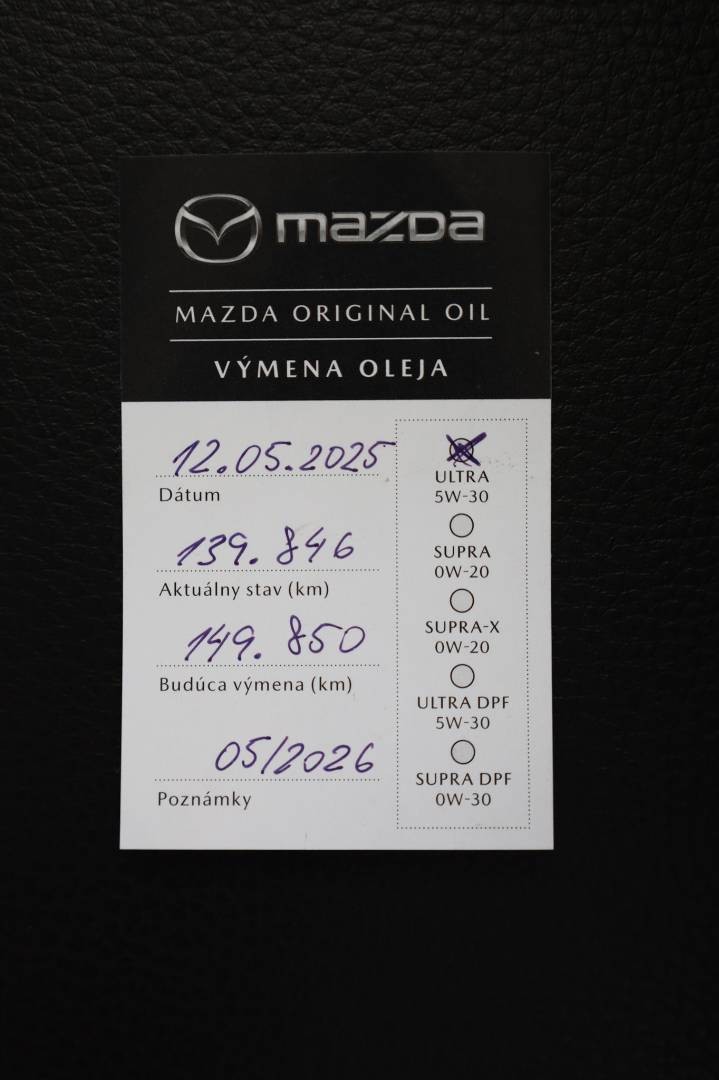 mazda
MAZDA ORIGINAL OIL
VÝMENA OLEJA
12.05.2025
Dátum
139.846
Aktuálny stav (km)
149.850
Budúca výmena (km)
05/2026
Poznámky
ULTRA
5W-30
SUPRA
0W-20
SUPRA-X
0W-20
ULTRA DPF
5W-30
SUPRA DPF
0W-30